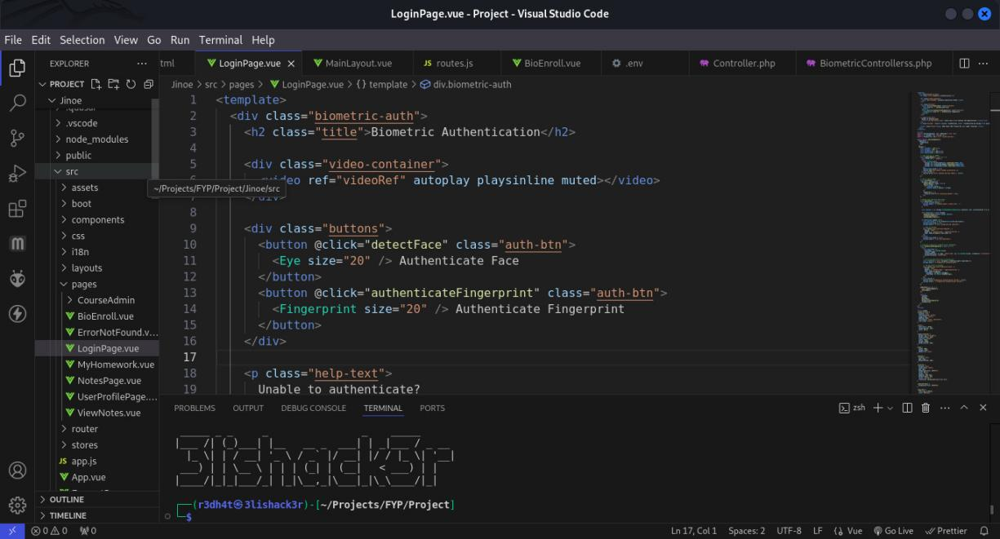 LoginPage.vue - Project - Visual Studio Code
File Edit Selection View Go Run Terminal Help
EXPLORER
tml LoginPage.vue MainLayout.vue JS routes.js BioEnroll.vue .env Controller.php BiometricControllerss.php
PROJECT
Jinoe > src > pages > LoginPage.vue > {} template > div.biometric-auth
Jinoe
.quasar
.vscode
node_modules
public
src
assets
boot
components
css
i18n
layouts
pages
CourseAdmin
BioEnroll.vue
ErrorNotFound.v...
LoginPage.vue
MyHomework.vue
NotesPage.vue
UserProfilePage....
ViewNotes.vue
router
stores
JS app.js
App.vue
OUTLINE
TIMELINE
~/Projects/FYP/Project/Jinoe/src
1 <template>
2 <div class="biometric-auth">
3 <h2 class="title">Biometric Authentication</h2>
4
5 <div class="video-container">
6 <video ref="videoRef" autoplay playsinline muted></video>
7 </div>
8
9 <div class="buttons">
10 <button @click="detectFace" class="auth-btn">
11 <Eye size="20" /> Authenticate Face
12 </button>
13 <button @click="authenticateFingerprint" class="auth-btn">
14 <Fingerprint size="20" /> Authenticate Fingerprint
15 </button>
16 </div>
17
18 <p class="help-text">
19 Unable to authenticate?
PROBLEMS OUTPUT DEBUG CONSOLE TERMINAL PORTS
zsh
3lishack3r
(r3dh4t㉿3lishack3r)-[~/Projects/FYP/Project]
$
0 0 0
Ln 17, Col 1 Spaces: 2 UTF-8 LF Vue Go Live Prettier